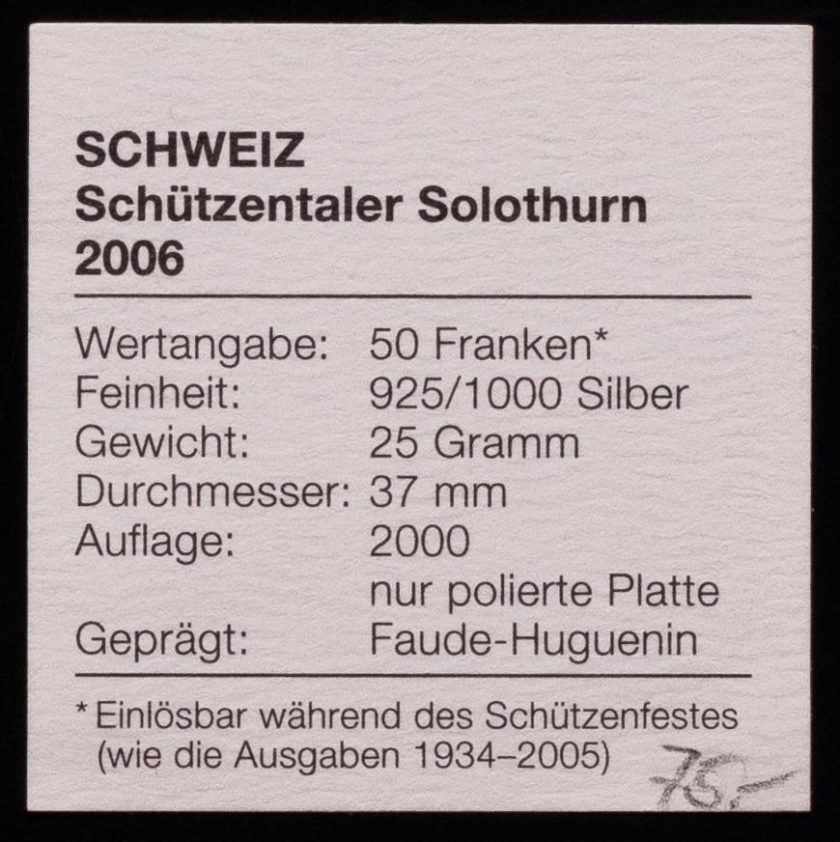 SCHWEIZ
Schützentaler Solothurn
2006
Wertangabe: 50 Franken*
Feinheit: 925/1000 Silber
Gewicht: 25 Gramm
Durchmesser: 37 mm
Auflage: 2000
nur polierte Platte
Geprägt: Faude-Huguenin
* Einlösbar während des Schützenfestes
(wie die Ausgaben 1934–2005)
75.-